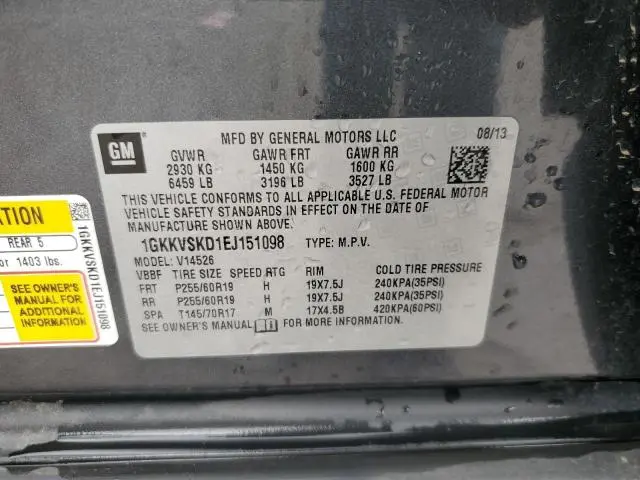 GM
MFD BY GENERAL MOTORS LLC 08/13
GVWR GAWR FRT GAWR RR
2930 KG 1450 KG 1600 KG
6459 LB 3196 LB 3527 LB
THIS VEHICLE CONFORMS TO ALL APPLICABLE U.S. FEDERAL MOTOR
VEHICLE SAFETY STANDARDS IN EFFECT ON THE DATE OF
MANUFACTURE SHOWN ABOVE.
1GKKVSKD1EJ151098 TYPE: M.P.V.
MODEL: V14526
VBBF TIRE SIZE SPEED RTG RIM COLD TIRE PRESSURE
FRT P255/60R19 H 19X7.5J 240KPA(35PSI)
RR P255/60R19 H 19X7.5J 240KPA(35PSI)
SPA T145/70R17 M 17X4.5B 420KPA(60PSI)
SEE OWNER'S MANUAL FOR MORE INFORMATION.
ATION
REAR 5
or 1403 lbs.
SEE OWNER'S
MANUAL FOR
ADDITIONAL
INFORMATION
1GKKVSKD1EJ151098